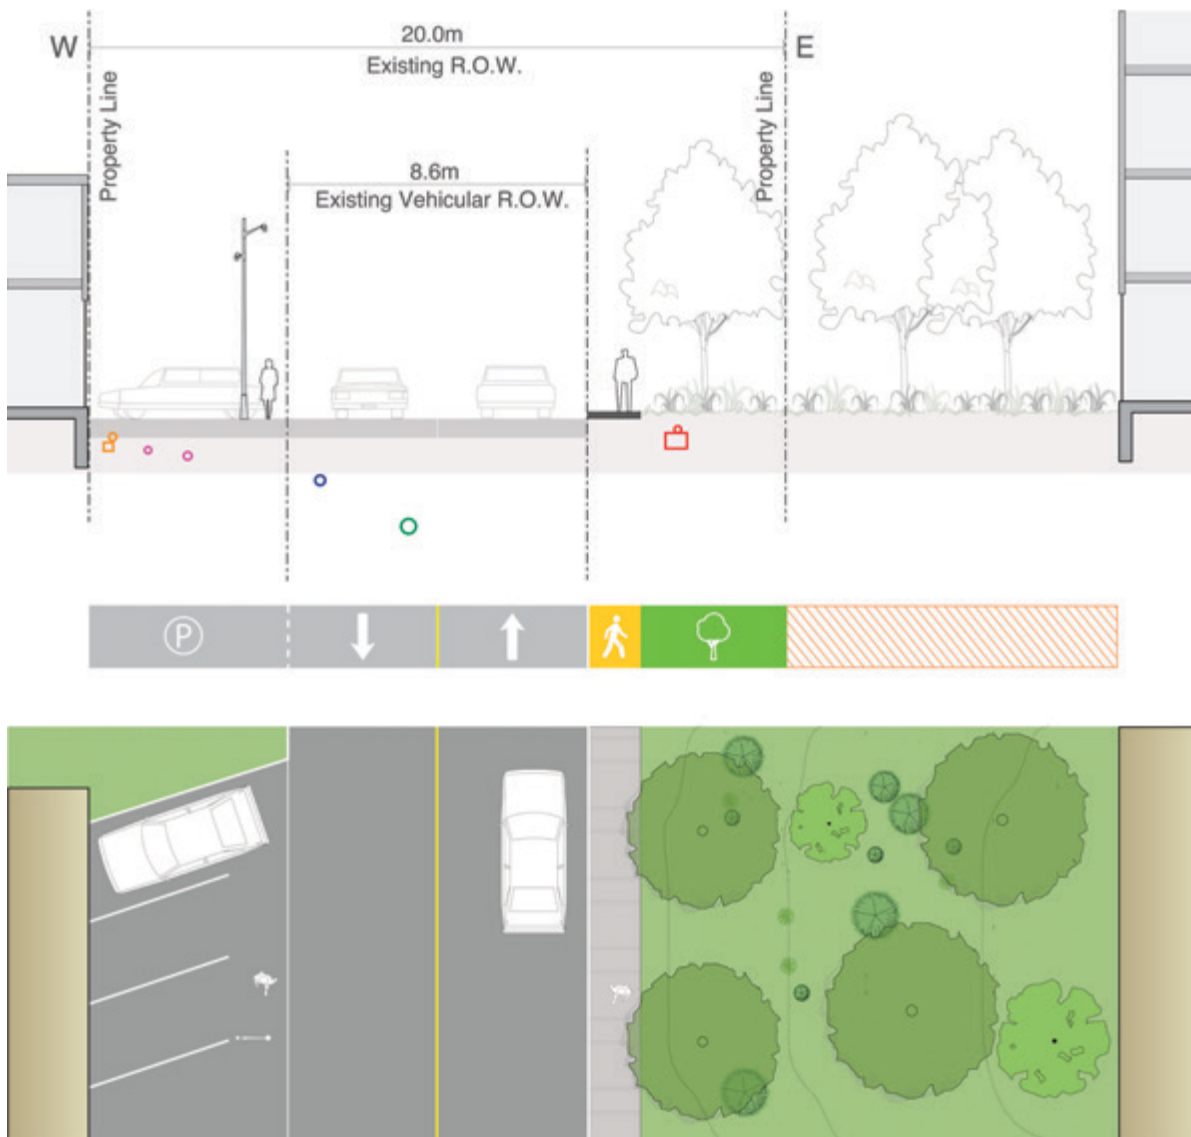 W
20.0m
E
Existing R.O.W.
Property Line
Property Line
8.6m
Existing Vehicular R.O.W.
P